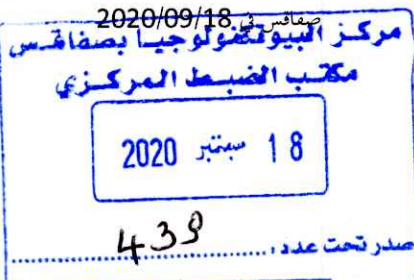 صفاقس في 2020/09/18
مركز البيوتكنولوجيا بصفاقس
مكتب الضبط المركزي
18 سبتمبر 2020
صدر تحت عدد: 439